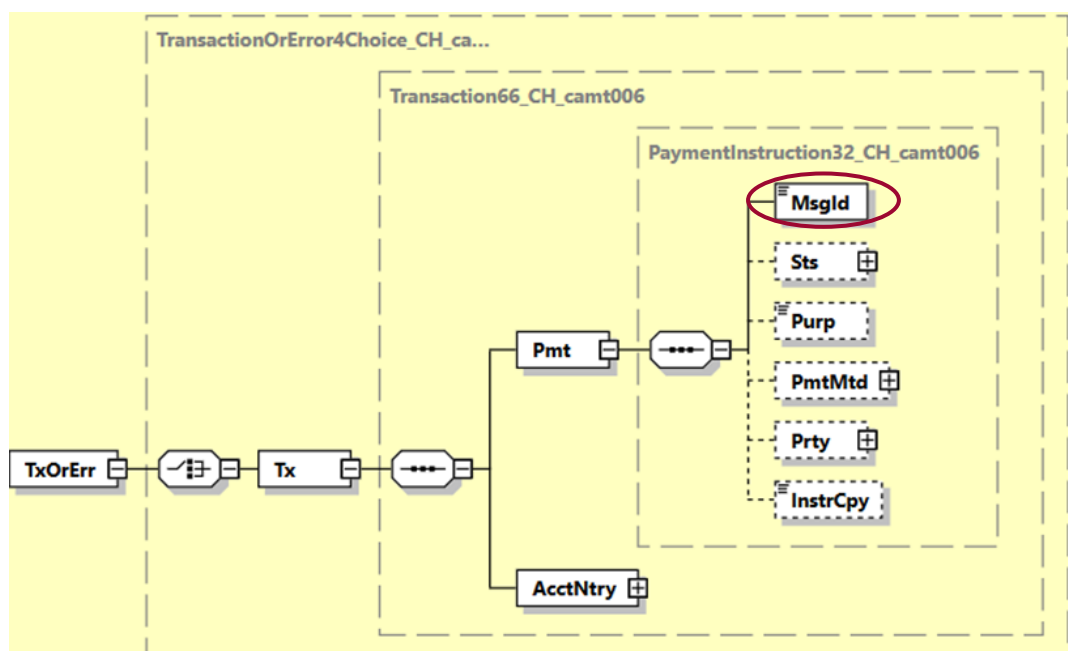 TransactionOrError4Choice_CH_ca...
Transaction66_CH_camt006
PaymentInstruction32_CH_camt006
MsgId
Sts
Purp
Pmt
PmtMtd
Prty
TxOrErr
Tx
InstrCpy
AcctNtry